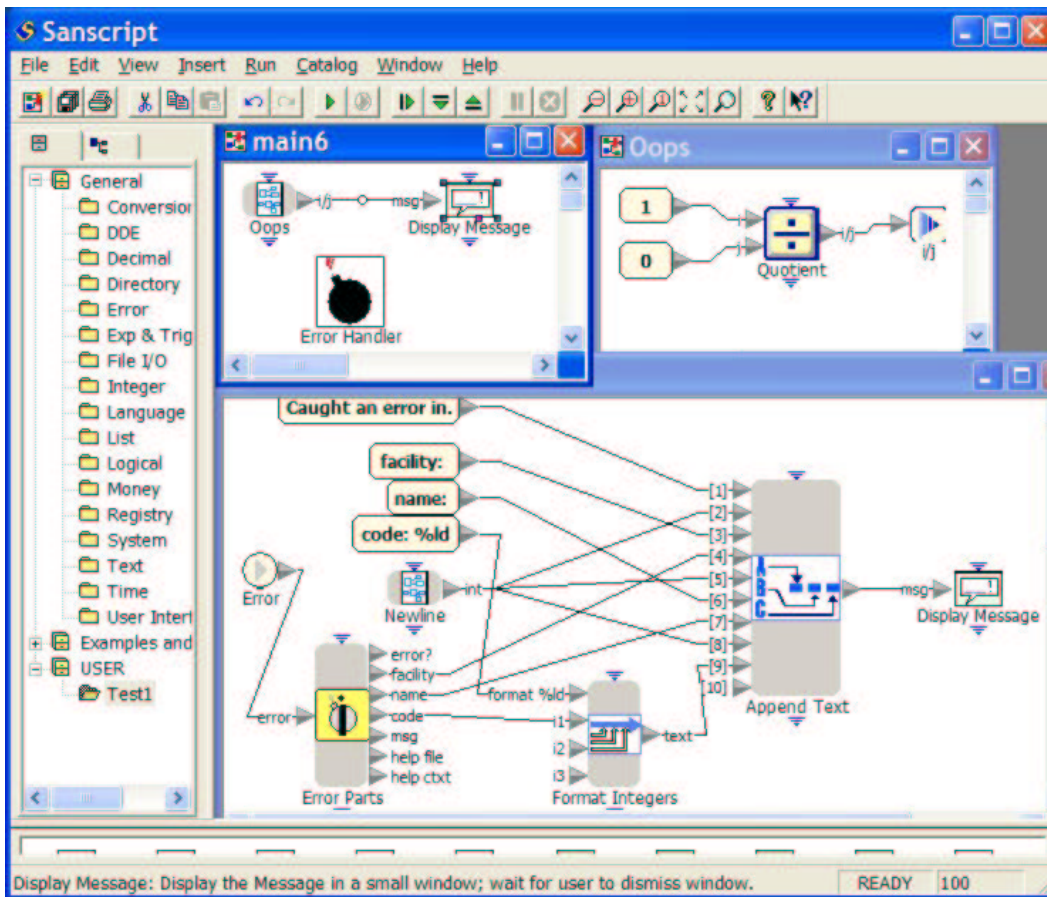 Sanscript
File Edit View Insert Run Catalog Window Help
main6
Oops
i/j
msg
Oops
Display Message
Error Handler
1
0
i
j
i/j
Quotient
i/j
General
Conversion
DDE
Decimal
Directory
Error
Exp & Trig
File I/O
Integer
Language
List
Logical
Money
Registry
System
Text
Time
User Interf
Examples and
USER
Test1
Caught an error in.
facility:
name:
code: %ld
Error
Newline
int
error
error?
facility
name
code
msg
help file
help ctxt
Error Parts
format %ld
i1
i2
i3
text
Format Integers
[1]
[2]
[3]
[4]
[5]
[6]
[7]
[8]
[9]
[10]
A
B
C
Append Text
msg
Display Message
Display Message: Display the Message in a small window; wait for user to dismiss window.
READY
100